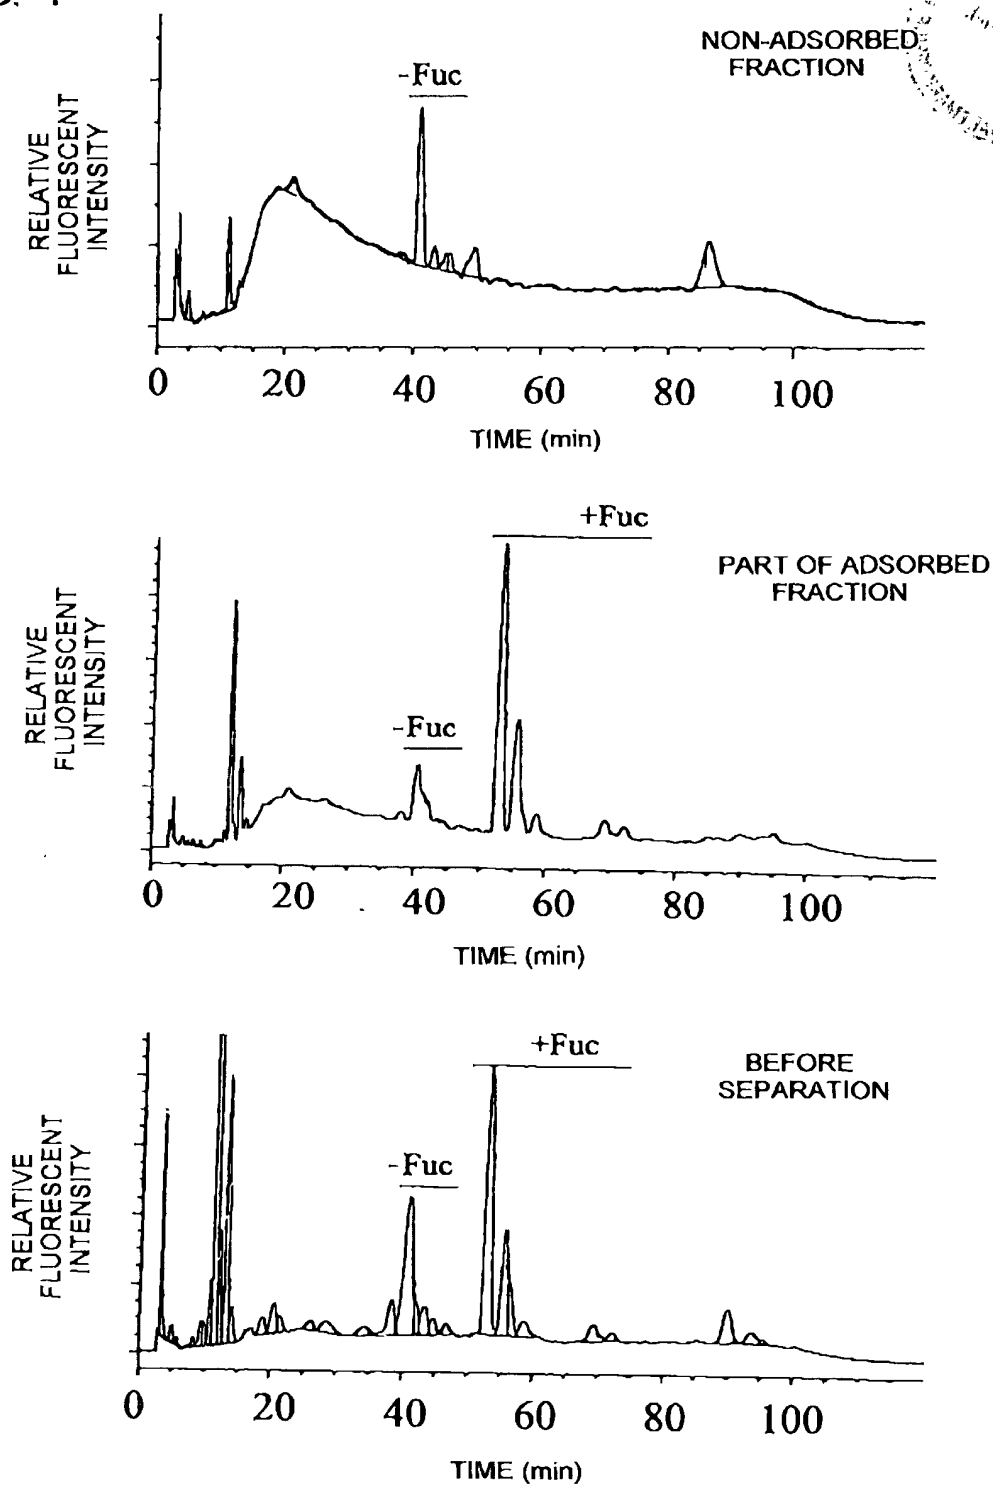 NON-ADSORBED
FRACTION
-Fuc
RELATIVE
FLUORESCENT
INTENSITY
0 20 40 60 80 100
TIME (min)
+Fuc
PART OF ADSORBED
FRACTION
-Fuc
RELATIVE
FLUORESCENT
INTENSITY
0 20 40 60 80 100
TIME (min)
+Fuc
BEFORE
SEPARATION
-Fuc
RELATIVE
FLUORESCENT
INTENSITY
0 20 40 60 80 100
TIME (min)